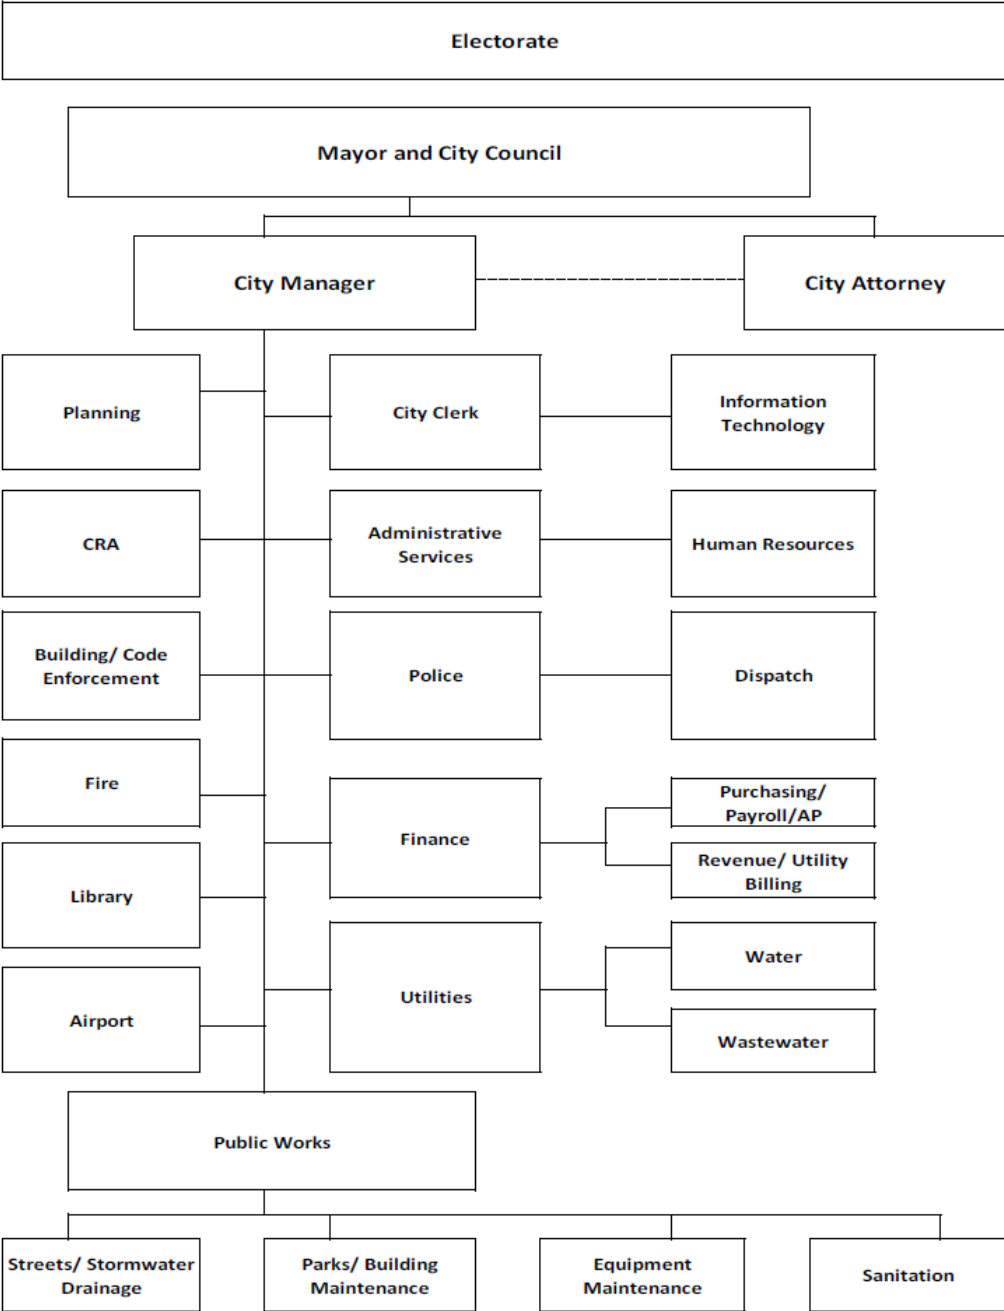 Electorate
Mayor and City Council
City Manager
City Attorney
Planning
City Clerk
Information
Technology
CRA
Administrative
Services
Human Resources
Building/ Code
Enforcement
Police
Dispatch
Fire
Finance
Purchasing/
Payroll/AP
Revenue/ Utility
Billing
Library
Utilities
Water
Airport
Wastewater
Public Works
Streets/ Stormwater
Drainage
Parks/ Building
Maintenance
Equipment
Maintenance
Sanitation